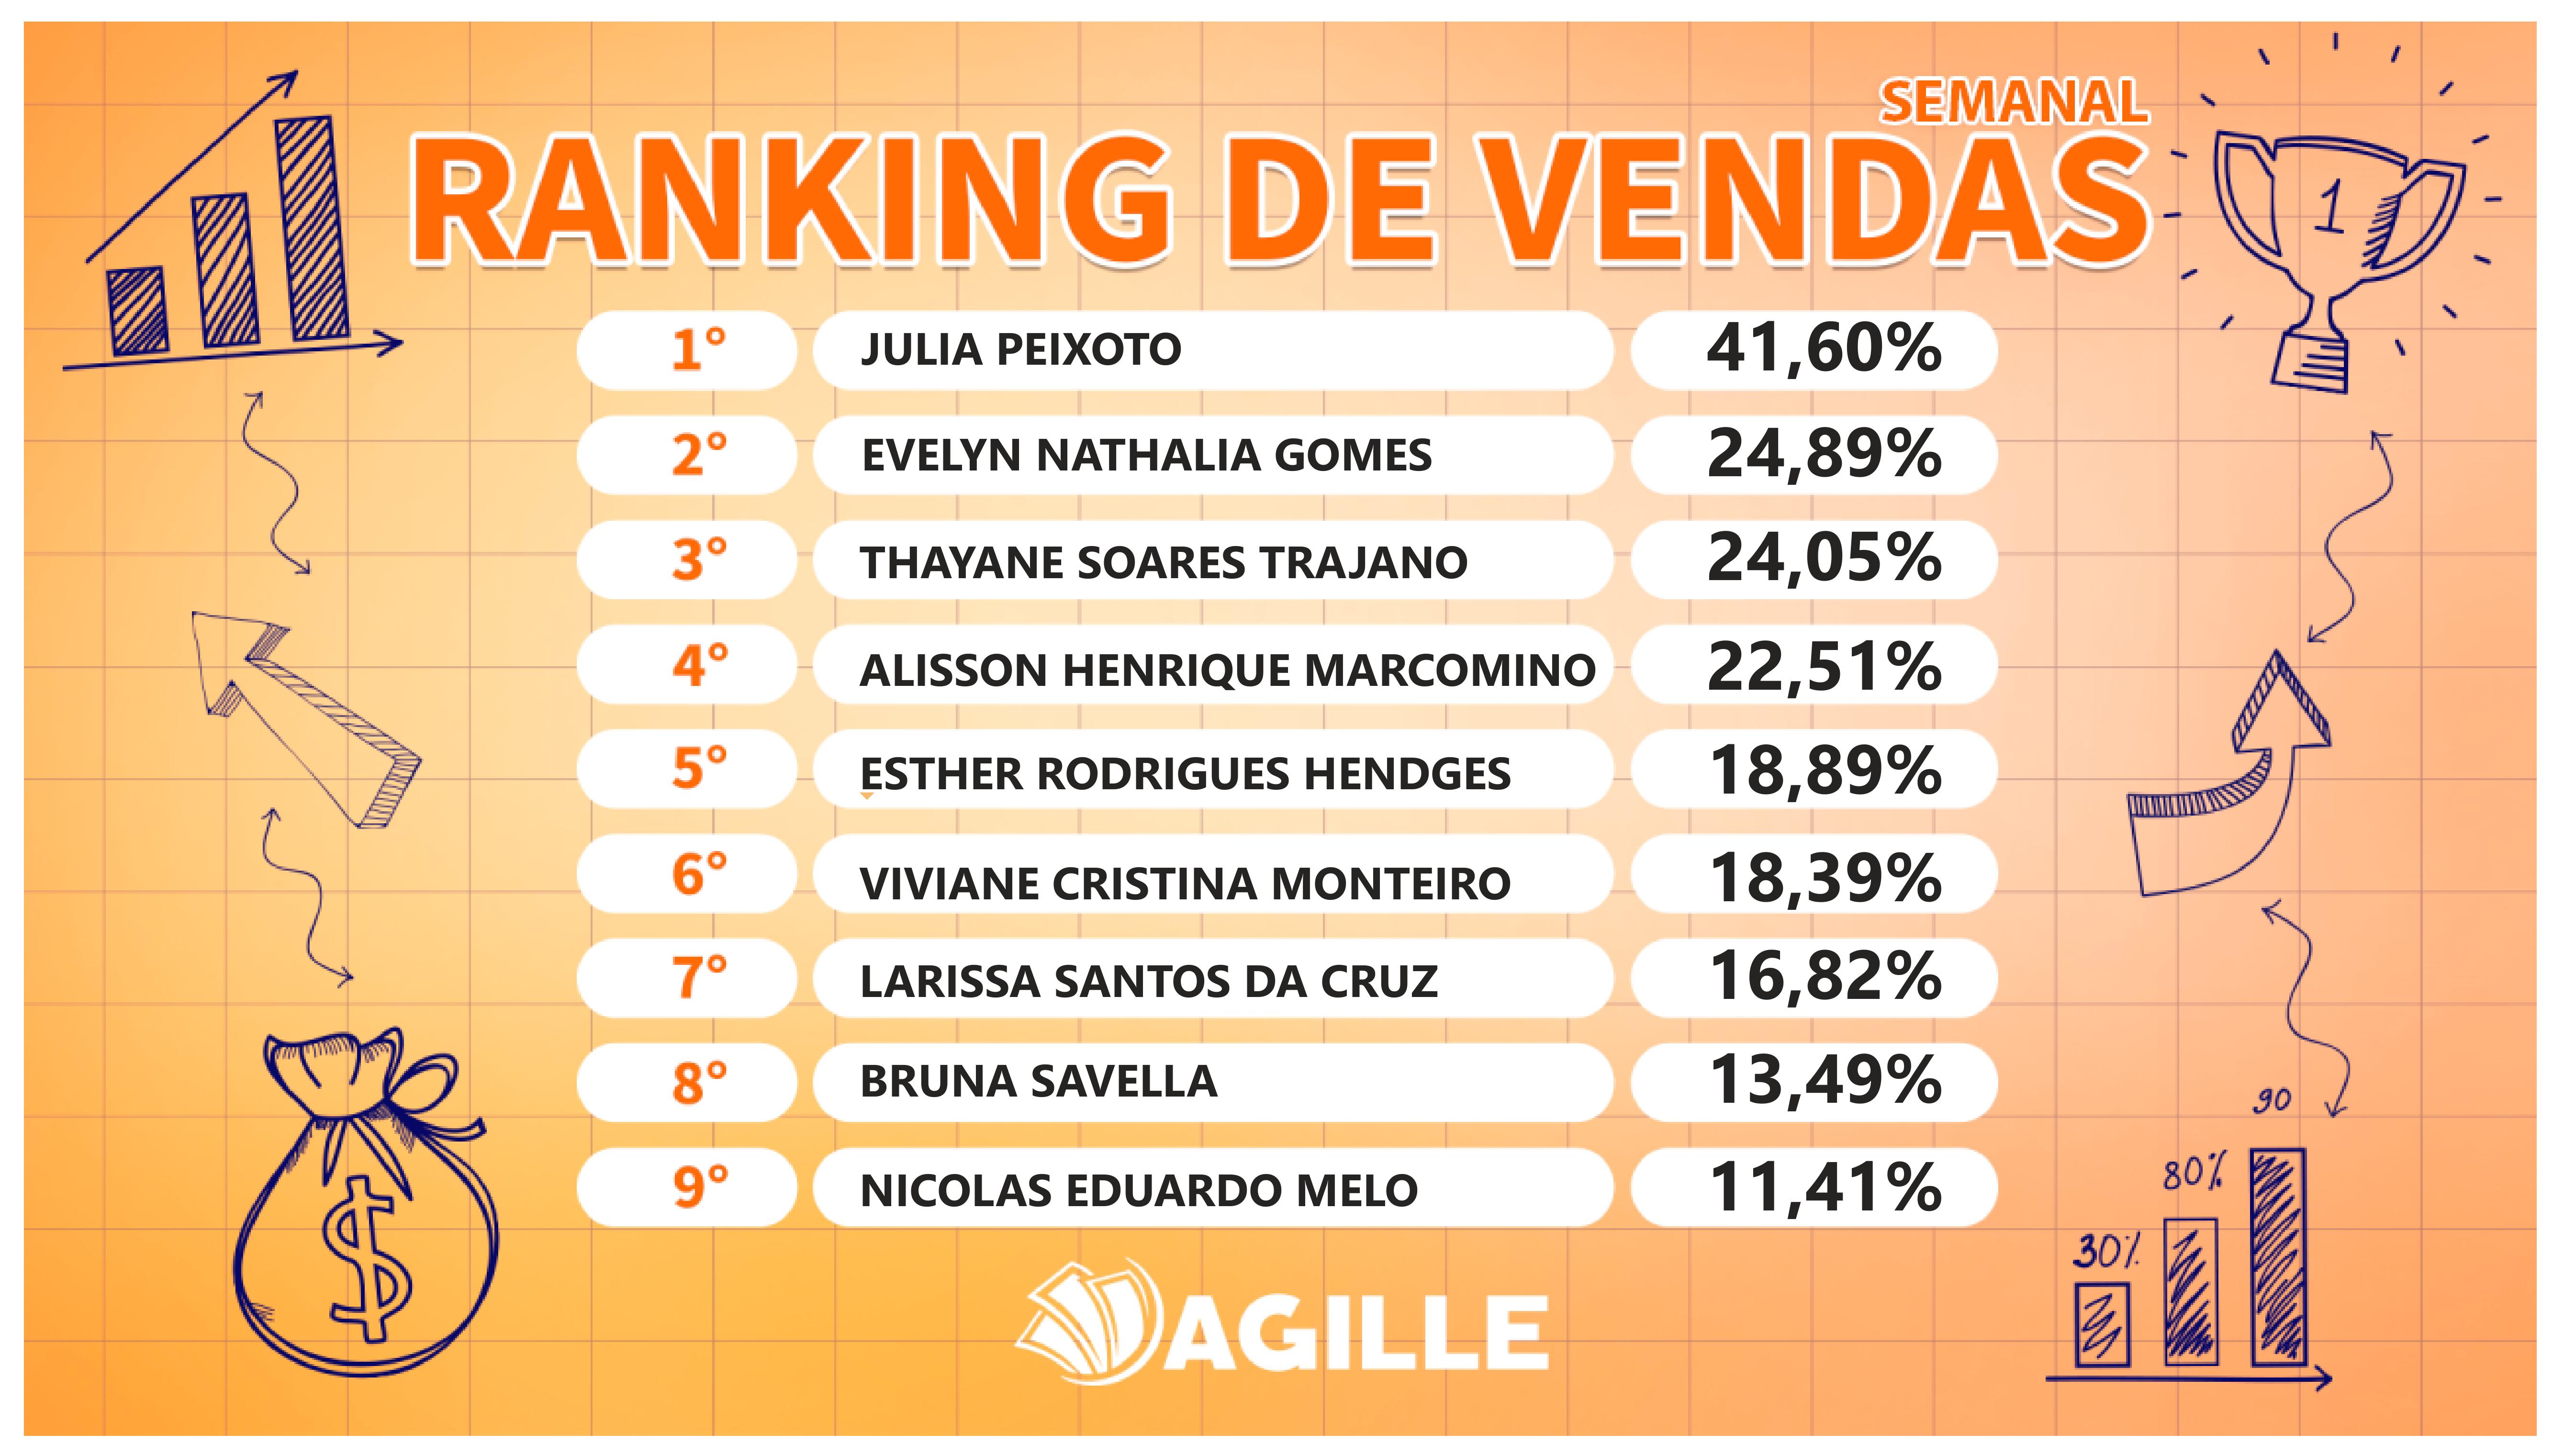 SEMANAL
RANKING DE VENDAS
1
1° JULIA PEIXOTO 41,60%
2° EVELYN NATHALIA GOMES 24,89%
3° THAYANE SOARES TRAJANO 24,05%
4° ALISSON HENRIQUE MARCOMINO 22,51%
5° ESTHER RODRIGUES HENDGES 18,89%
6° VIVIANE CRISTINA MONTEIRO 18,39%
7° LARISSA SANTOS DA CRUZ 16,82%
8° BRUNA SAVELLA 13,49%
9° NICOLAS EDUARDO MELO 11,41%
$
30% 80% 90
AGILLE